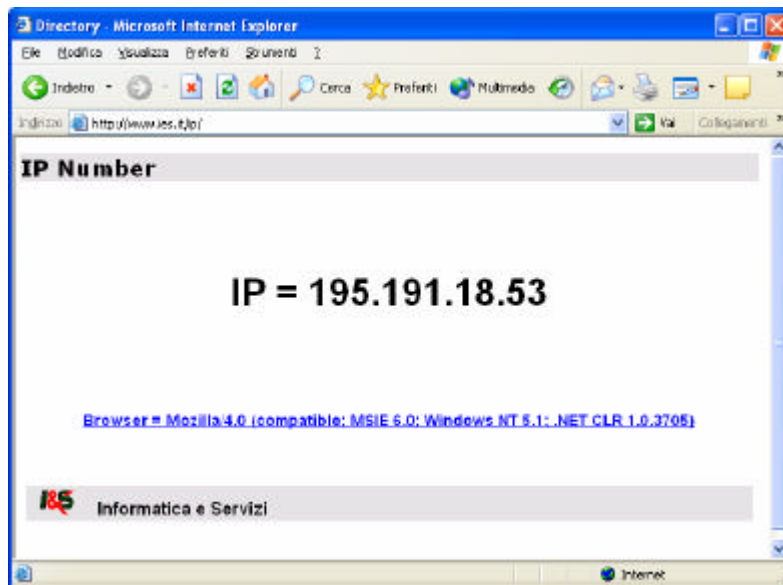 Directory - Microsoft Internet Explorer
File Modifica Visualizza Preferiti Strumenti ?
Indietro Cerca Preferiti Multimedia
Indirizzo http://www.ies.it/ip/ Vai Collegamenti
IP Number
IP = 195.191.18.53
Browser = Mozilla/4.0 (compatible; MSIE 6.0; Windows NT 5.1; .NET CLR 1.0.3705)
I&S Informatica e Servizi
Internet